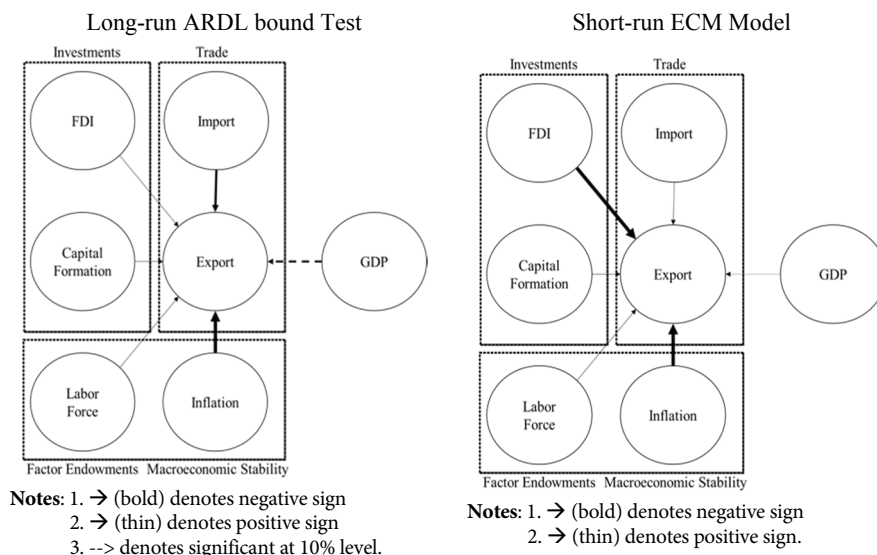 Long-run ARDL bound Test
Investments
Trade
FDI
Import
Capital
Formation
Export
GDP
Labor
Force
Inflation
Factor Endowments
Macroeconomic Stability
Notes: 1. → (bold) denotes negative sign
2. → (thin) denotes positive sign
3. --> denotes significant at 10% level.
Short-run ECM Model
Investments
Trade
FDI
Import
Capital
Formation
Export
GDP
Labor
Force
Inflation
Factor Endowments
Macroeconomic Stability
Notes: 1. → (bold) denotes negative sign
2. → (thin) denotes positive sign.